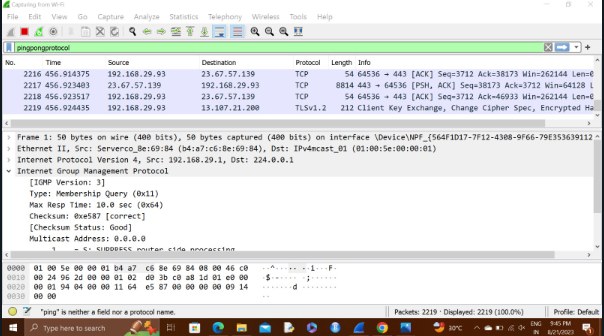 Capturing from Wi-Fi
File Edit View Go Capture Analyze Statistics Telephony Wireless Tools Help
pingpongprotocol
No. Time Source Destination Protocol Length Info
2216 456.914375 192.168.29.93 23.67.57.139 TCP 54 64536 → 443 [ACK] Seq=3712 Ack=38173 Win=262144 Len=0
2217 456.923403 23.67.57.139 192.168.29.93 TCP 8814 443 → 64536 [PSH, ACK] Seq=38173 Ack=3712 Win=64128 L
2218 456.923517 192.168.29.93 23.67.57.139 TCP 54 64536 → 443 [ACK] Seq=3712 Ack=46933 Win=262144 Len=0
2219 456.924435 192.168.29.93 13.107.21.200 TLSv1.2 212 Client Key Exchange, Change Cipher Spec, Encrypted Ha
Frame 1: 50 bytes on wire (400 bits), 50 bytes captured (400 bits) on interface \Device\NPF_{564F1D17-7F12-4308-9F66-79E353639112
Ethernet II, Src: Serverco_8e:69:84 (b4:a7:c6:8e:69:84), Dst: IPv4mcast_01 (01:00:5e:00:00:01)
Internet Protocol Version 4, Src: 192.168.29.1, Dst: 224.0.0.1
Internet Group Management Protocol
[IGMP Version: 3]
Type: Membership Query (0x11)
Max Resp Time: 10.0 sec (0x64)
Checksum: 0xe587 [correct]
[Checksum Status: Good]
Multicast Address: 0.0.0.0
= S: SUPPRESS router side processing
0000 01 00 5e 00 00 01 b4 a7 c6 8e 69 84 08 00 46 c0
0010 00 24 96 2d 00 00 01 02 d0 3b c0 a8 1d 01 e0 00
0020 00 01 94 04 00 00 11 64 e5 87 00 00 00 00 09 14
0030 00 00
"ping" is neither a field nor a protocol name.
Packets: 2219 · Displayed: 2219 (100.0%)
Profile: Default
Type here to search
30°C
ENG
IN
9:45 PM
8/21/2023